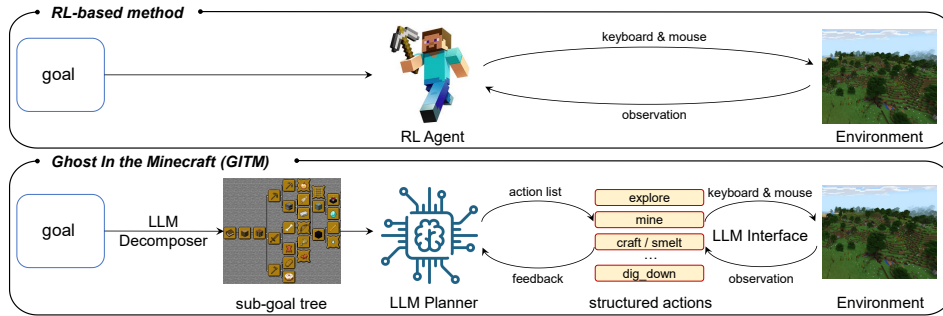 RL-based method
goal
keyboard & mouse
observation
RL Agent
Environment
Ghost In the Minecraft (GITM)
goal
LLM
Decomposer
sub-goal tree
LLM Planner
action list
feedback
explore
mine
craft / smelt
...
dig_down
structured actions
keyboard & mouse
LLM Interface
observation
Environment